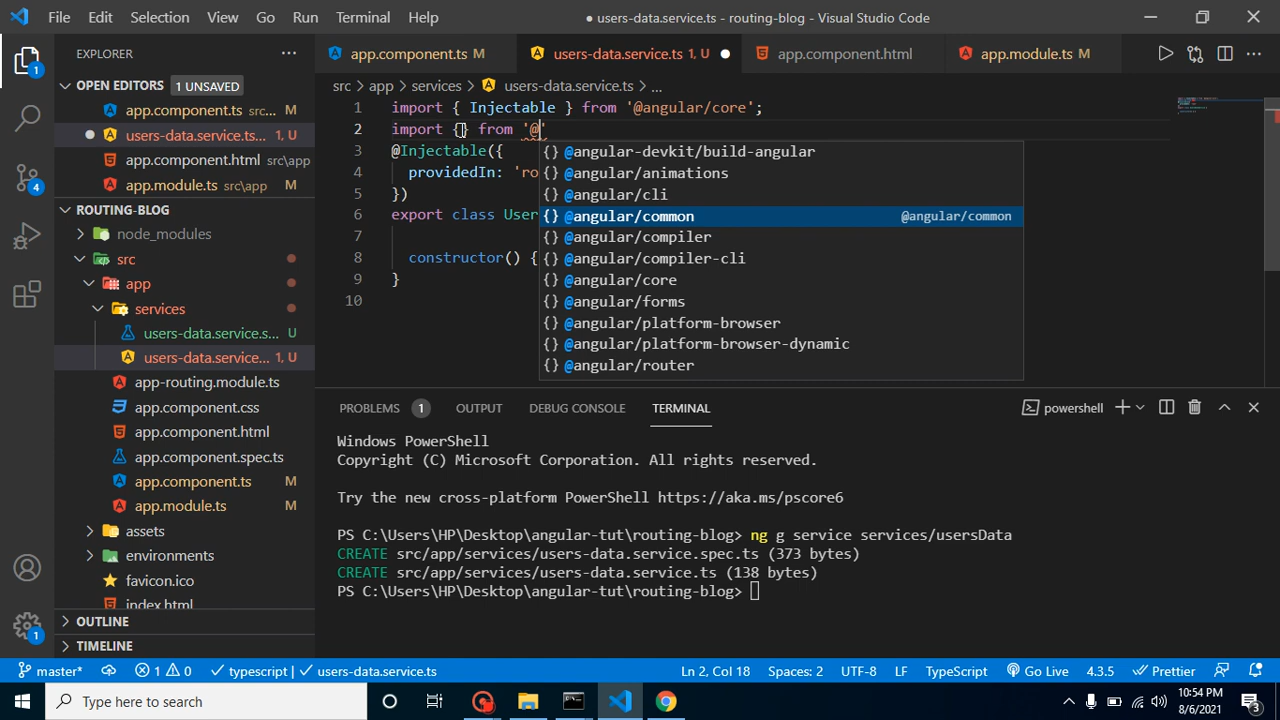 File Edit Selection View Go Run Terminal Help
● users-data.service.ts - routing-blog - Visual Studio Code
EXPLORER
OPEN EDITORS 1 UNSAVED
app.component.ts src... M
users-data.service.ts... 1, U
app.component.html src\app
app.module.ts src\app M
ROUTING-BLOG
node_modules
src
app
services
users-data.service.s... U
users-data.service... 1, U
app-routing.module.ts
app.component.css
app.component.html
app.component.spec.ts
app.component.ts M
app.module.ts M
assets
environments
favicon.ico
index.html
OUTLINE
TIMELINE
1
4
1
app.component.ts M
users-data.service.ts 1, U
app.component.html
app.module.ts M
src > app > services > users-data.service.ts > ...
1 import { Injectable } from '@angular/core';
2 import {} from '@'
3 @Injectable({
4 providedIn: 'ro
5 })
6 export class User
7
8 constructor() {
9 }
10
{} @angular-devkit/build-angular
{} @angular/animations
{} @angular/cli
{} @angular/common @angular/common
{} @angular/compiler
{} @angular/compiler-cli
{} @angular/core
{} @angular/forms
{} @angular/platform-browser
{} @angular/platform-browser-dynamic
{} @angular/router
PROBLEMS 1 OUTPUT DEBUG CONSOLE TERMINAL
powershell
Windows PowerShell
Copyright (C) Microsoft Corporation. All rights reserved.
Try the new cross-platform PowerShell https://aka.ms/pscore6
PS C:\Users\HP\Desktop\angular-tut\routing-blog> ng g service services/usersData
CREATE src/app/services/users-data.service.spec.ts (373 bytes)
CREATE src/app/services/users-data.service.ts (138 bytes)
PS C:\Users\HP\Desktop\angular-tut\routing-blog>
master* 1 0 typescript | users-data.service.ts Ln 2, Col 18 Spaces: 2 UTF-8 LF TypeScript Go Live 4.3.5 Prettier
Type here to search
10:54 PM
8/6/2021
3